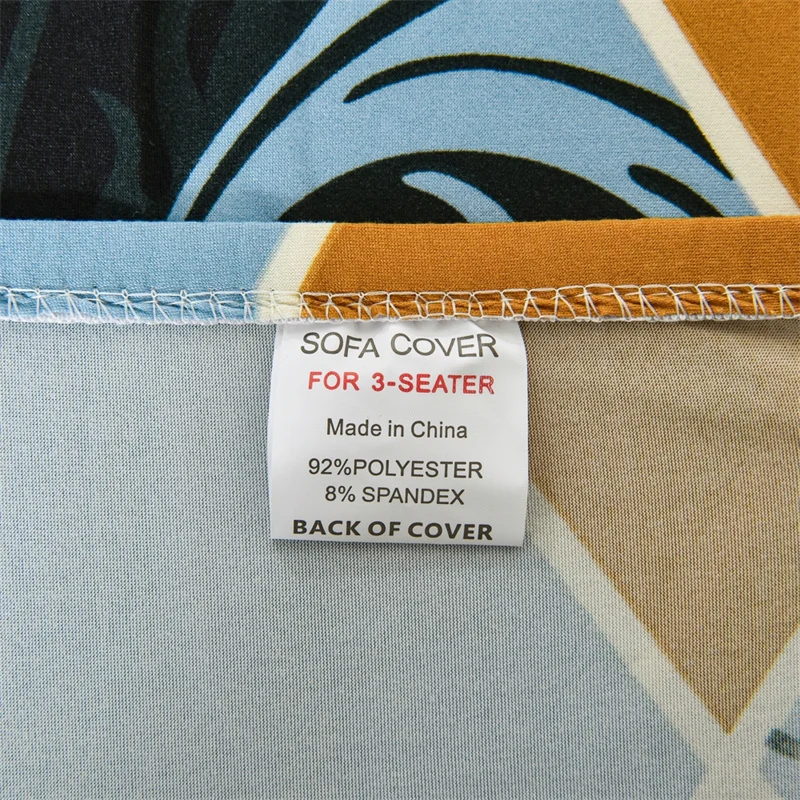 SOFA COVER
FOR 3-SEATER
Made in China
92%POLYESTER
8% SPANDEX
BACK OF COVER